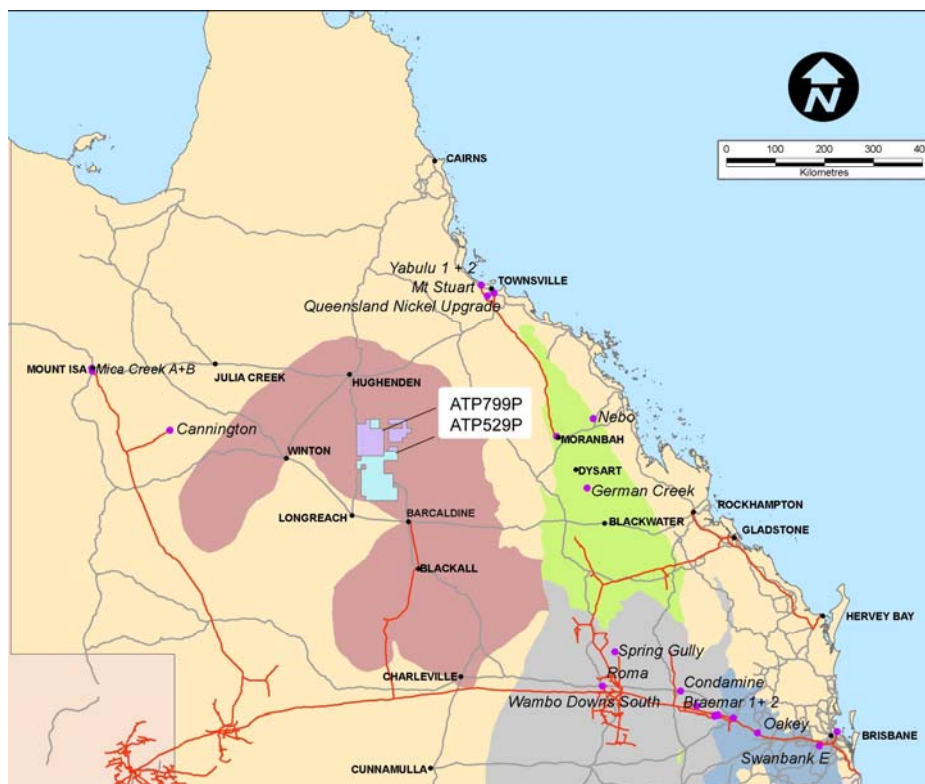 N
0 100 200 300 40
Kilometres
CAIRNS
Yabulu 1 + 2
TOWNSVILLE
Mt Stuart
Queensland Nickel Upgrade
MOUNT ISA
Mica Creek A+B
JULIA CREEK
HUGHENDEN
ATP799P
ATP529P
Nebo
Cannington
MORANBAH
WINTON
DYSART
German Creek
LONGREACH
BARCALDINE
BLACKWATER
ROCKHAMPTON
GLADSTONE
BLACKALL
HERVEY BAY
Spring Gully
CHARLEVILLE
Roma
Condamine
Wambo Downs South
Braemar 1+ 2
Oakey
BRISBANE
Swanbank E
CUNNAMULLA